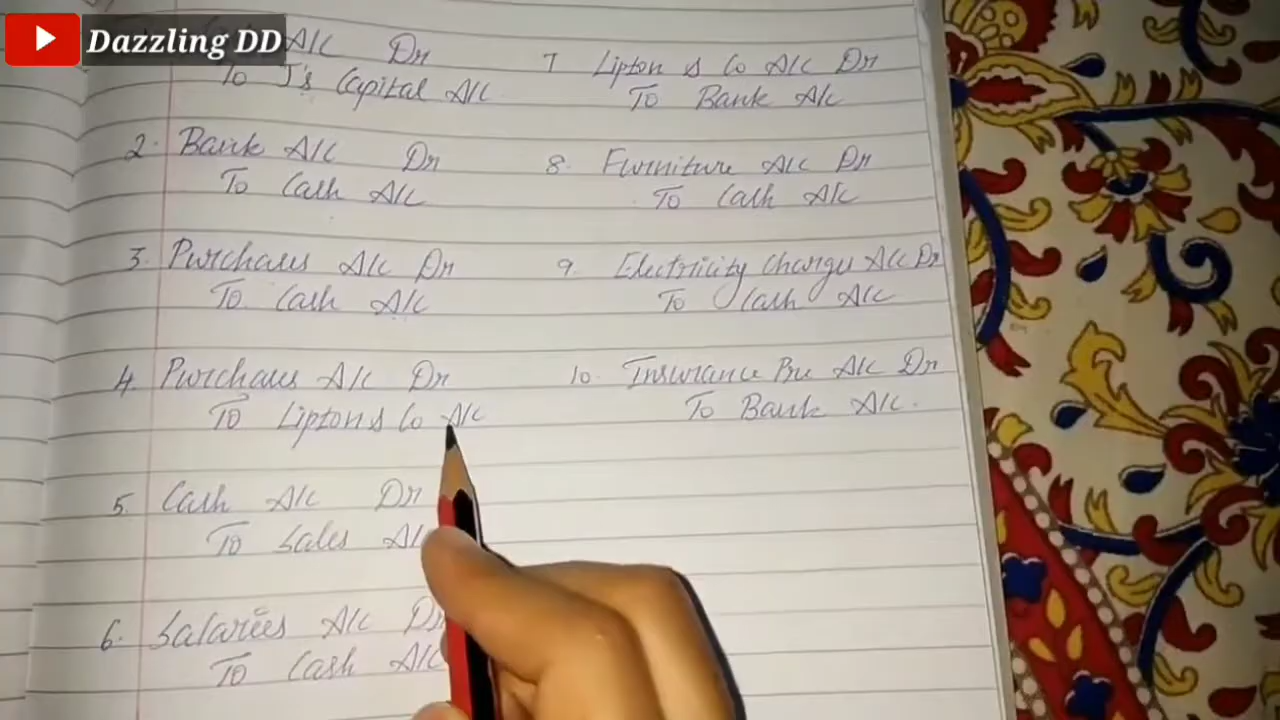 Dazzling DD
A/C Dr
To J's Capital A/C
2. Bank A/C Dr
To Cash A/C
3. Purchases A/C Dr
To Cash A/C
4. Purchases A/C Dr
To Liptons Co A/C
5. Cash A/C Dr
To Sales A/C
6. Salaries A/C Dr
To Cash A/C
7 Lipton s Co A/C Dr
To Bank A/c
8. Furniture A/C Dr
To Cash A/C
9. Electricity Charges A/C Dr
To Cash A/C
10. Insurance Pre A/C Dr
To Bank A/C.